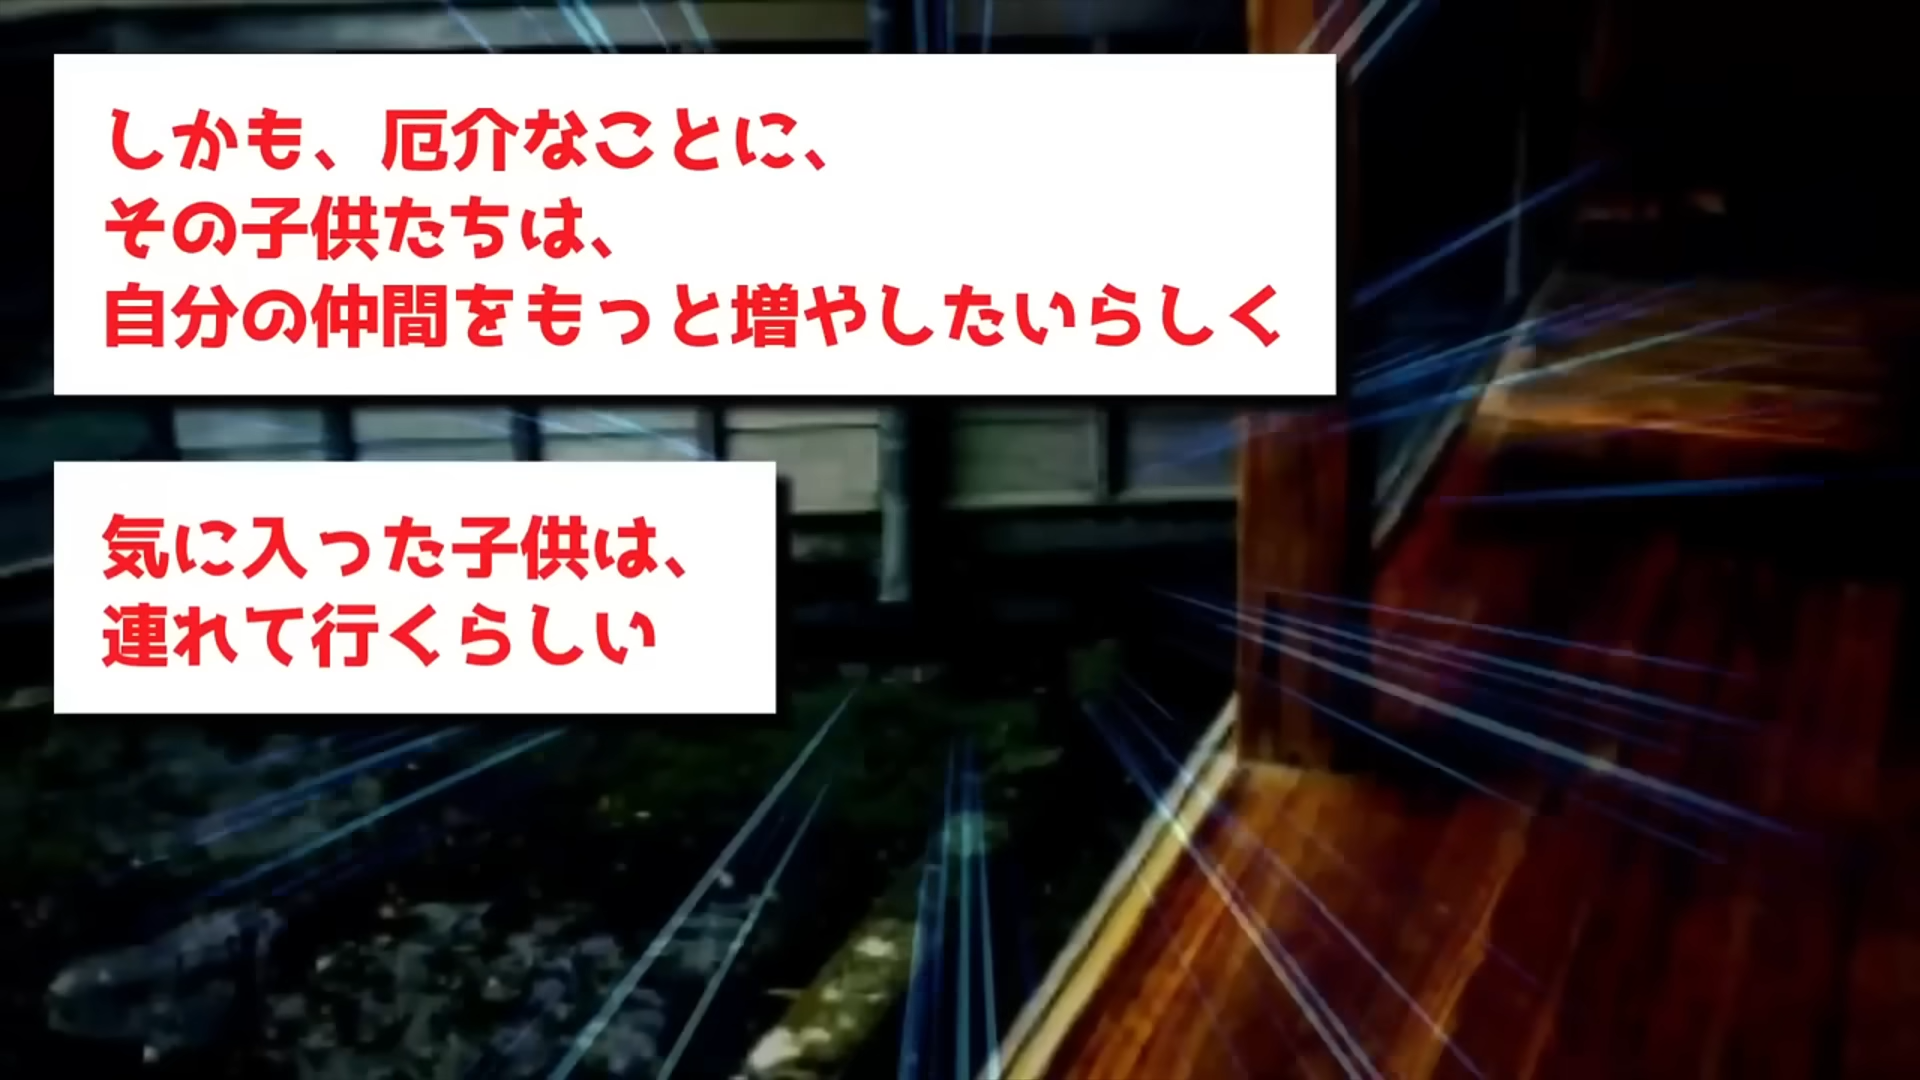 しかも、厄介なことに、
その子供たちは、
自分の仲間をもっと増やしたいらしく
気に入った子供は、
連れて行くらしい